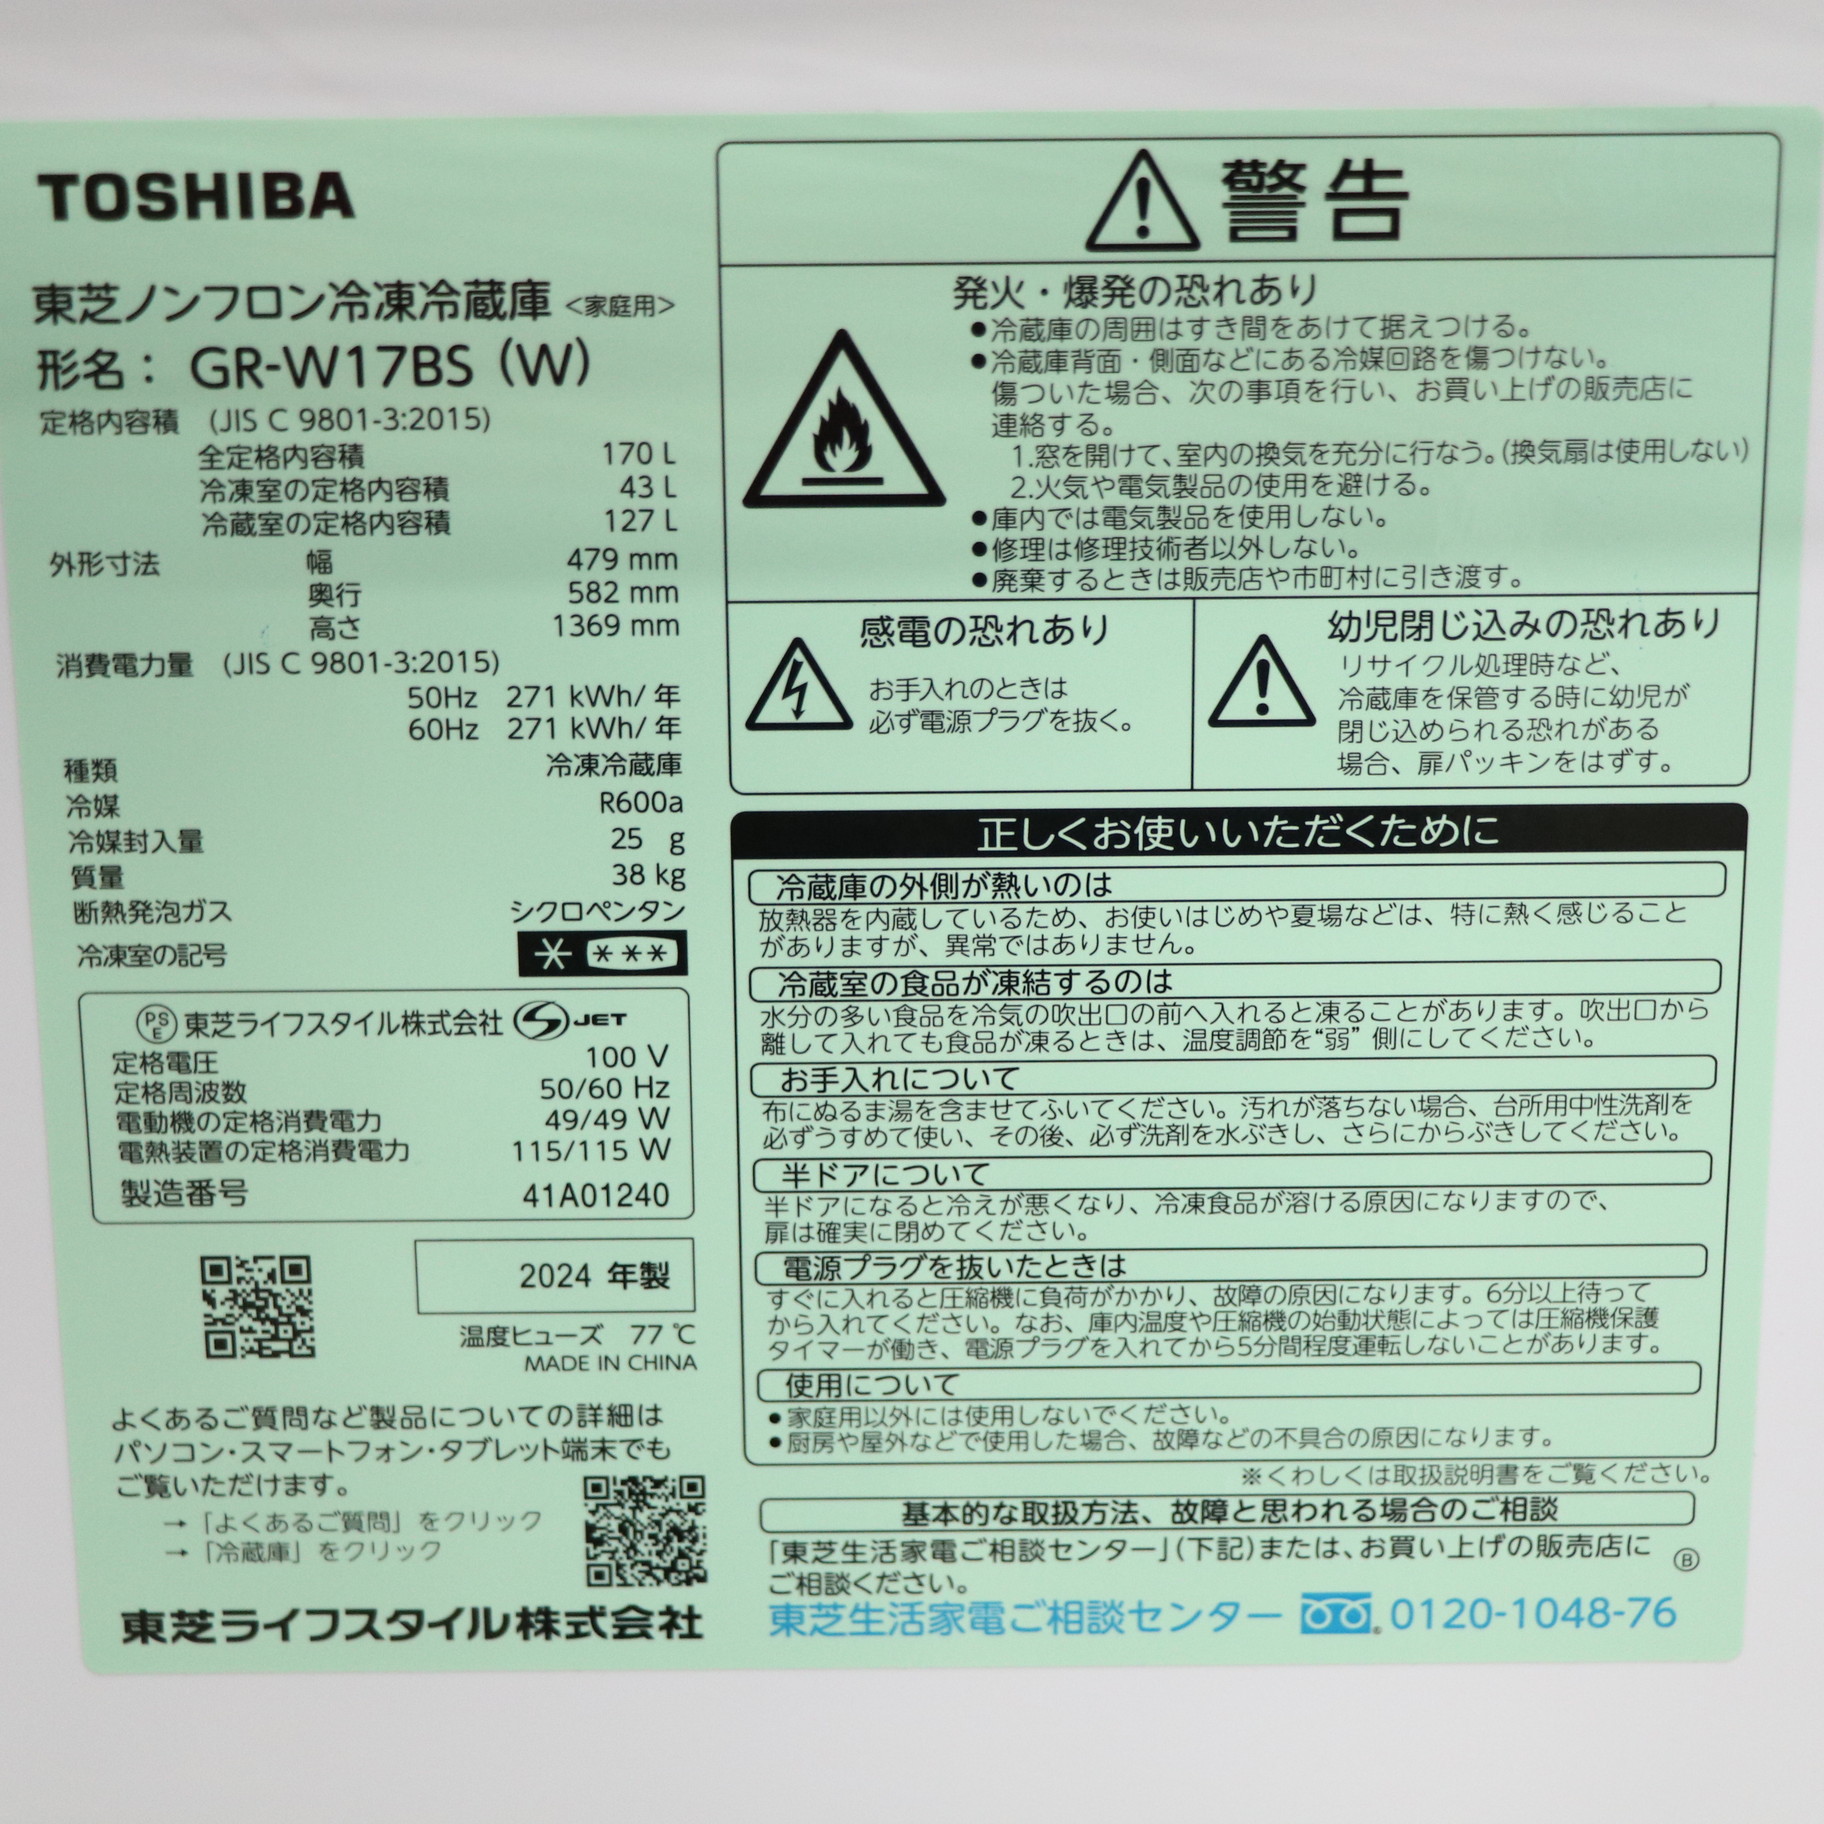 TOSHIBA
東芝ノンフロン冷凍冷蔵庫 <家庭用>
形名： GR-W17BS (W)
定格内容積 (JIS C 9801-3:2015)
全定格内容積 170 L
冷凍室の定格内容積 43 L
冷蔵室の定格内容積 127 L
外形寸法 幅 479 mm
奥行 582 mm
高さ 1369 mm
消費電力量 (JIS C 9801-3:2015)
50Hz 271 kWh/年
60Hz 271 kWh/年
種類 冷凍冷蔵庫
冷媒 R600a
冷媒封入量 25 g
質量 38 kg
断熱発泡ガス シクロペンタン
冷凍室の記号 * ***
PSE 東芝ライフスタイル株式会社 S JET
定格電圧 100 V
定格周波数 50/60 Hz
電動機の定格消費電力 49/49 W
電熱装置の定格消費電力 115/115 W
製造番号 41A01240
2024 年製
温度ヒューズ 77 ℃
MADE IN CHINA
よくあるご質問など製品についての詳細は
パソコン・スマートフォン・タブレット端末でも
ご覧いただけます。
→「よくあるご質問」をクリック
→「冷蔵庫」をクリック
東芝ライフスタイル株式会社
警告
発火・爆発の恐れあり
●冷蔵庫の周囲はすき間をあけて据えつける。
●冷蔵庫背面・側面などにある冷媒回路を傷つけない。
傷ついた場合、次の事項を行い、お買い上げの販売店に
連絡する。
1.窓を開けて、室内の換気を充分に行なう。(換気扇は使用しない)
2.火気や電気製品の使用を避ける。
●庫内では電気製品を使用しない。
●修理は修理技術者以外しない。
●廃棄するときは販売店や市町村に引き渡す。
感電の恐れあり
お手入れのときは
必ず電源プラグを抜く。
幼児閉じ込みの恐れあり
リサイクル処理時など、
冷蔵庫を保管する時に幼児が
閉じ込められる恐れがある
場合、扉パッキンをはずす。
正しくお使いいただくために
冷蔵庫の外側が熱いのは
放熱器を内蔵しているため、お使いはじめや夏場などは、特に熱く感じること
がありますが、異常ではありません。
冷蔵室の食品が凍結するのは
水分の多い食品を冷気の吹出口の前へ入れると凍ることがあります。吹出口から
離して入れても食品が凍るときは、温度調節を“弱”側にしてください。
お手入れについて
布にぬるま湯を含ませてふいてください。汚れが落ちない場合、台所用中性洗剤を
必ずうすめて使い、その後、必ず洗剤を水ぶきし、さらにからぶきしてください。
半ドアについて
半ドアになると冷えが悪くなり、冷凍食品が溶ける原因になりますので、
扉は確実に閉めてください。
電源プラグを抜いたときは
すぐに入れると圧縮機に負荷がかかり、故障の原因になります。6分以上待って
から入れてください。なお、庫内温度や圧縮機の始動状態によっては圧縮機保護
タイマーが働き、電源プラグを入れてから5分間程度運転しないことがあります。
使用について
●家庭用以外には使用しないでください。
●厨房や屋外などで使用した場合、故障などの不具合の原因になります。
※くわしくは取扱説明書をご覧ください。
基本的な取扱方法、故障と思われる場合のご相談
「東芝生活家電ご相談センター」(下記)または、お買い上げの販売店に
ご相談ください。
Ⓑ
東芝生活家電ご相談センター 0120-1048-76